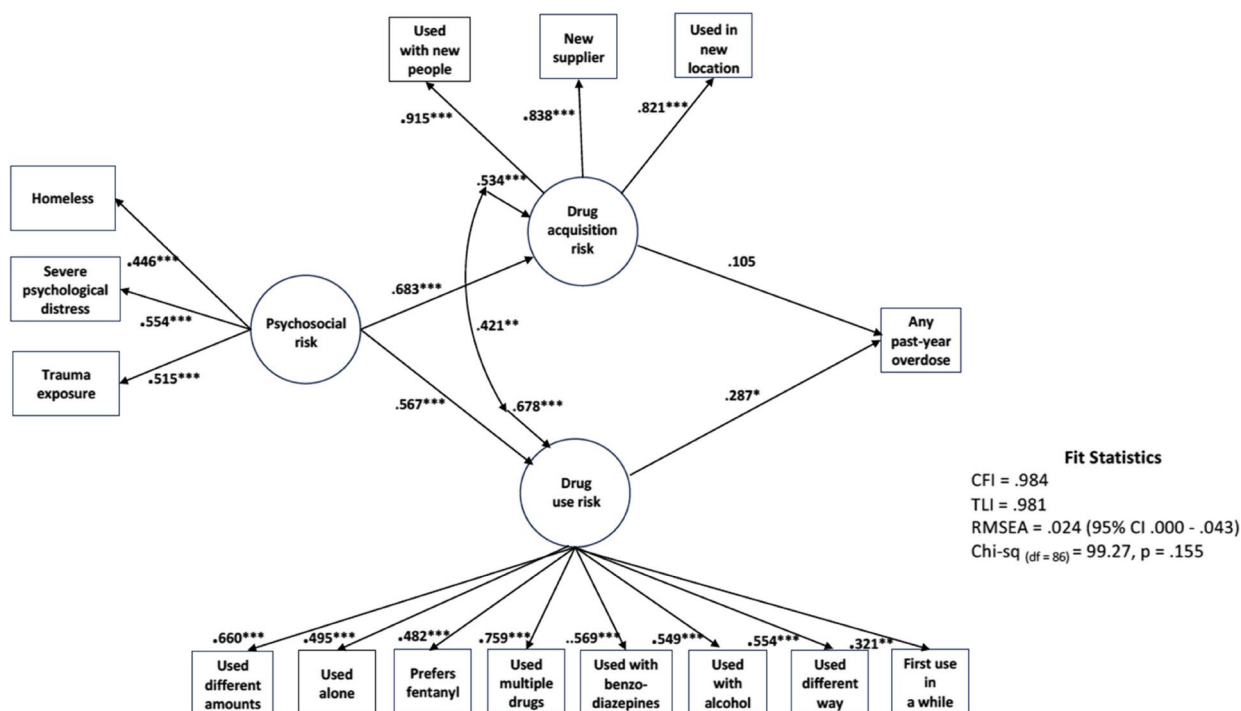 Used
with new
people
New
supplier
Used in
new
location
.915***
.838***
.821***
.534***
Homeless
.446***
Severe
psychological
distress
.554***
Trauma
exposure
.515***
Psychosocial
risk
.683***
.567***
.421**
.678***
Drug
acquisition
risk
.105
Any
past-year
overdose
.287*
Drug
use risk
Fit Statistics
CFI = .984
TLI = .981
RMSEA = .024 (95% CI .000 - .043)
Chi-sq (df = 86) = 99.27, p = .155
.660***
.495***
.482***
.759***
..569***
.549***
.554***
.321**
Used
different
amounts
Used
alone
Prefers
fentanyl
Used
multiple
drugs
Used with
benzo-
diazepines
Used
with
alcohol
Used
different
way
First use
in
a while